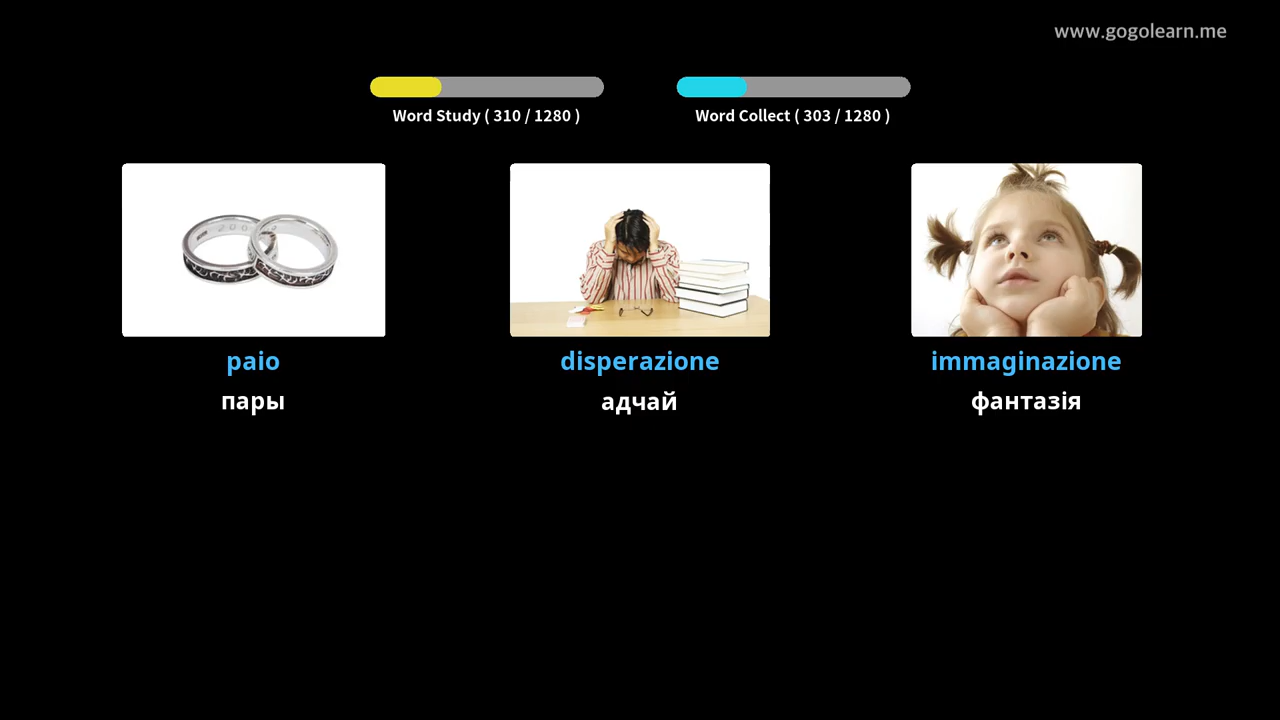 www.gogolearn.me
Word Study ( 310 / 1280 )
Word Collect ( 303 / 1280 )
paio
disperazione
immaginazione
пары
адчай
фантазія